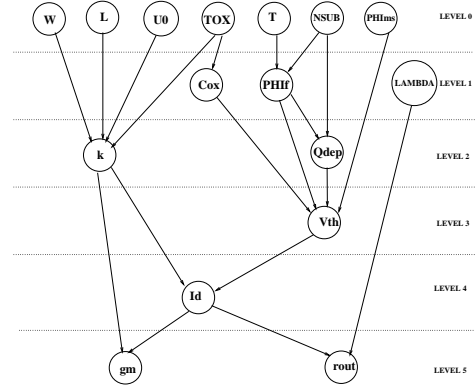 W L U0 TOX T NSUB PHIms LEVEL 0
Cox PHIf LAMBDA LEVEL 1
k Qdep LEVEL 2
Vth LEVEL 3
Id LEVEL 4
gm rout LEVEL 5